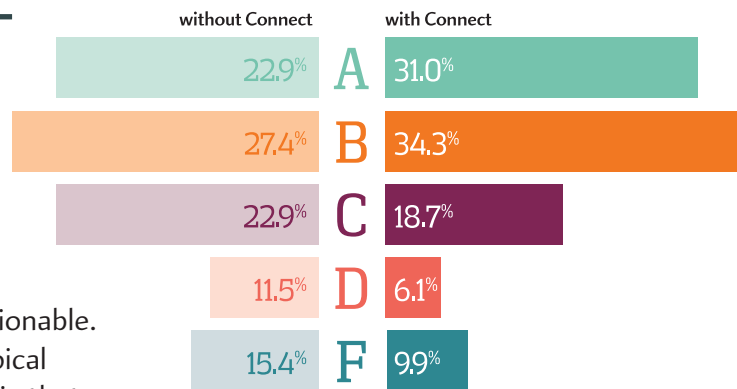 without Connect with Connect
22.9% A 31.0%
27.4% B 34.3%
22.9% C 18.7%
11.5% D 6.1%
ionable.
15.4% F 9.9%
pical